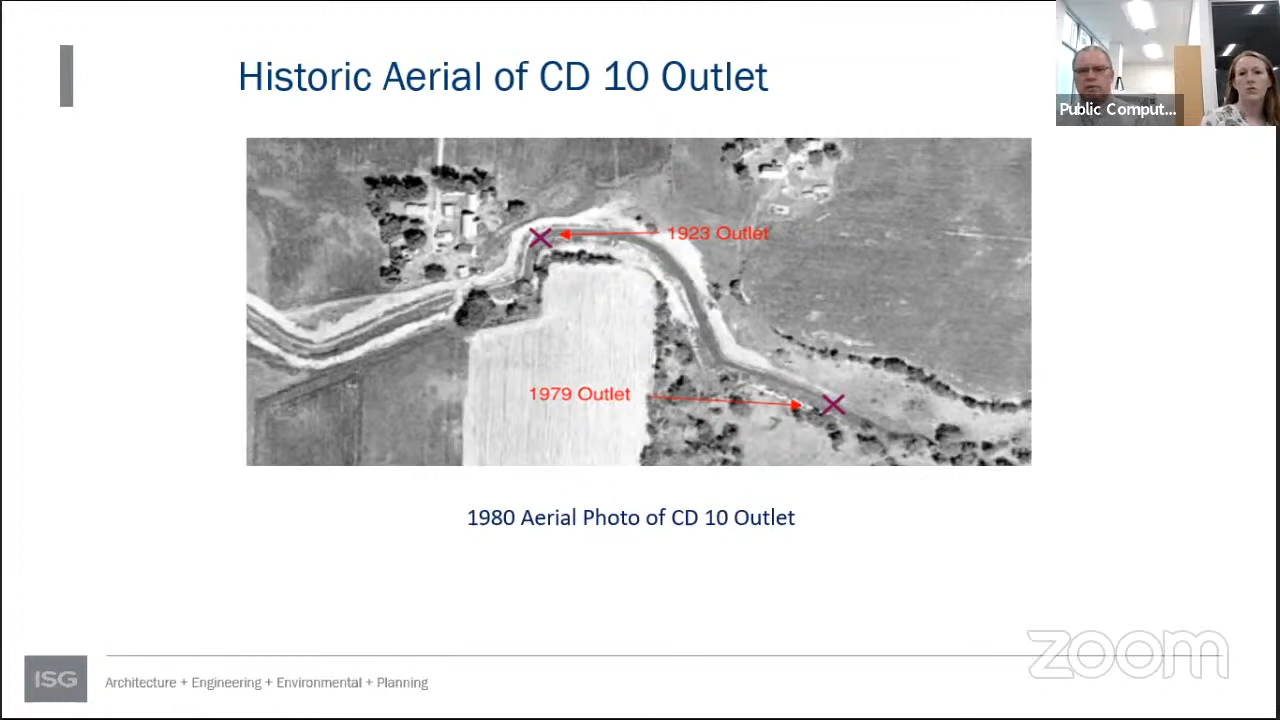 Historic Aerial of CD 10 Outlet
Public Comput...
1923 Outlet
1979 Outlet
1980 Aerial Photo of CD 10 Outlet
zoom
ISG
Architecture + Engineering + Environmental + Planning